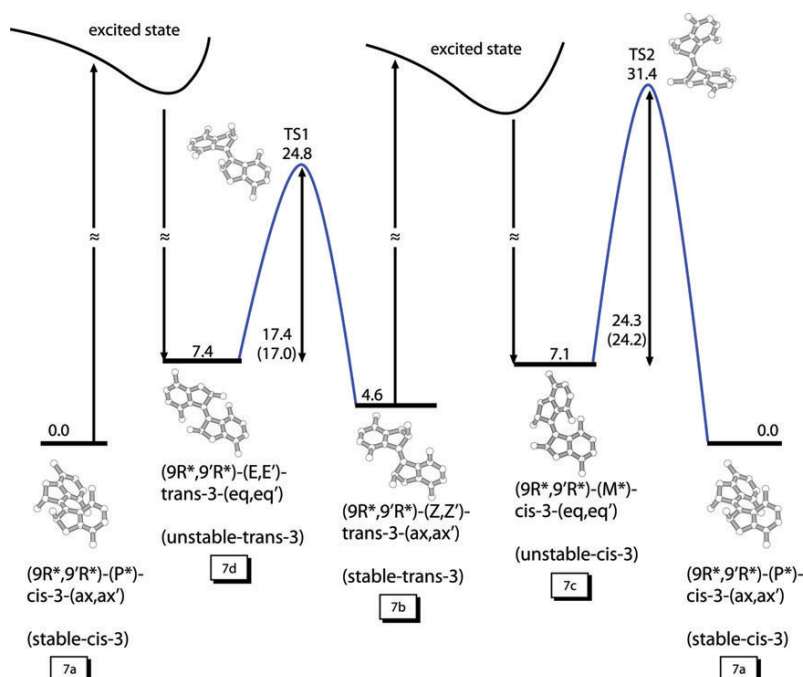 excited state
excited state
TS1
24.8
TS2
31.4
≈
≈
≈
≈
17.4
(17.0)
24.3
(24.2)
0.0
7.4
4.6
7.1
0.0
(9R*,9'R*)-(P*)-
cis-3-(ax,ax')
(stable-cis-3)
7a
(9R*,9'R*)-(E,E')-
trans-3-(eq,eq')
(unstable-trans-3)
7d
(9R*,9'R*)-(Z,Z')-
trans-3-(ax,ax')
(stable-trans-3)
7b
(9R*,9'R*)-(M*)-
cis-3-(eq,eq')
(unstable-cis-3)
7c
(9R*,9'R*)-(P*)-
cis-3-(ax,ax')
(stable-cis-3)
7a